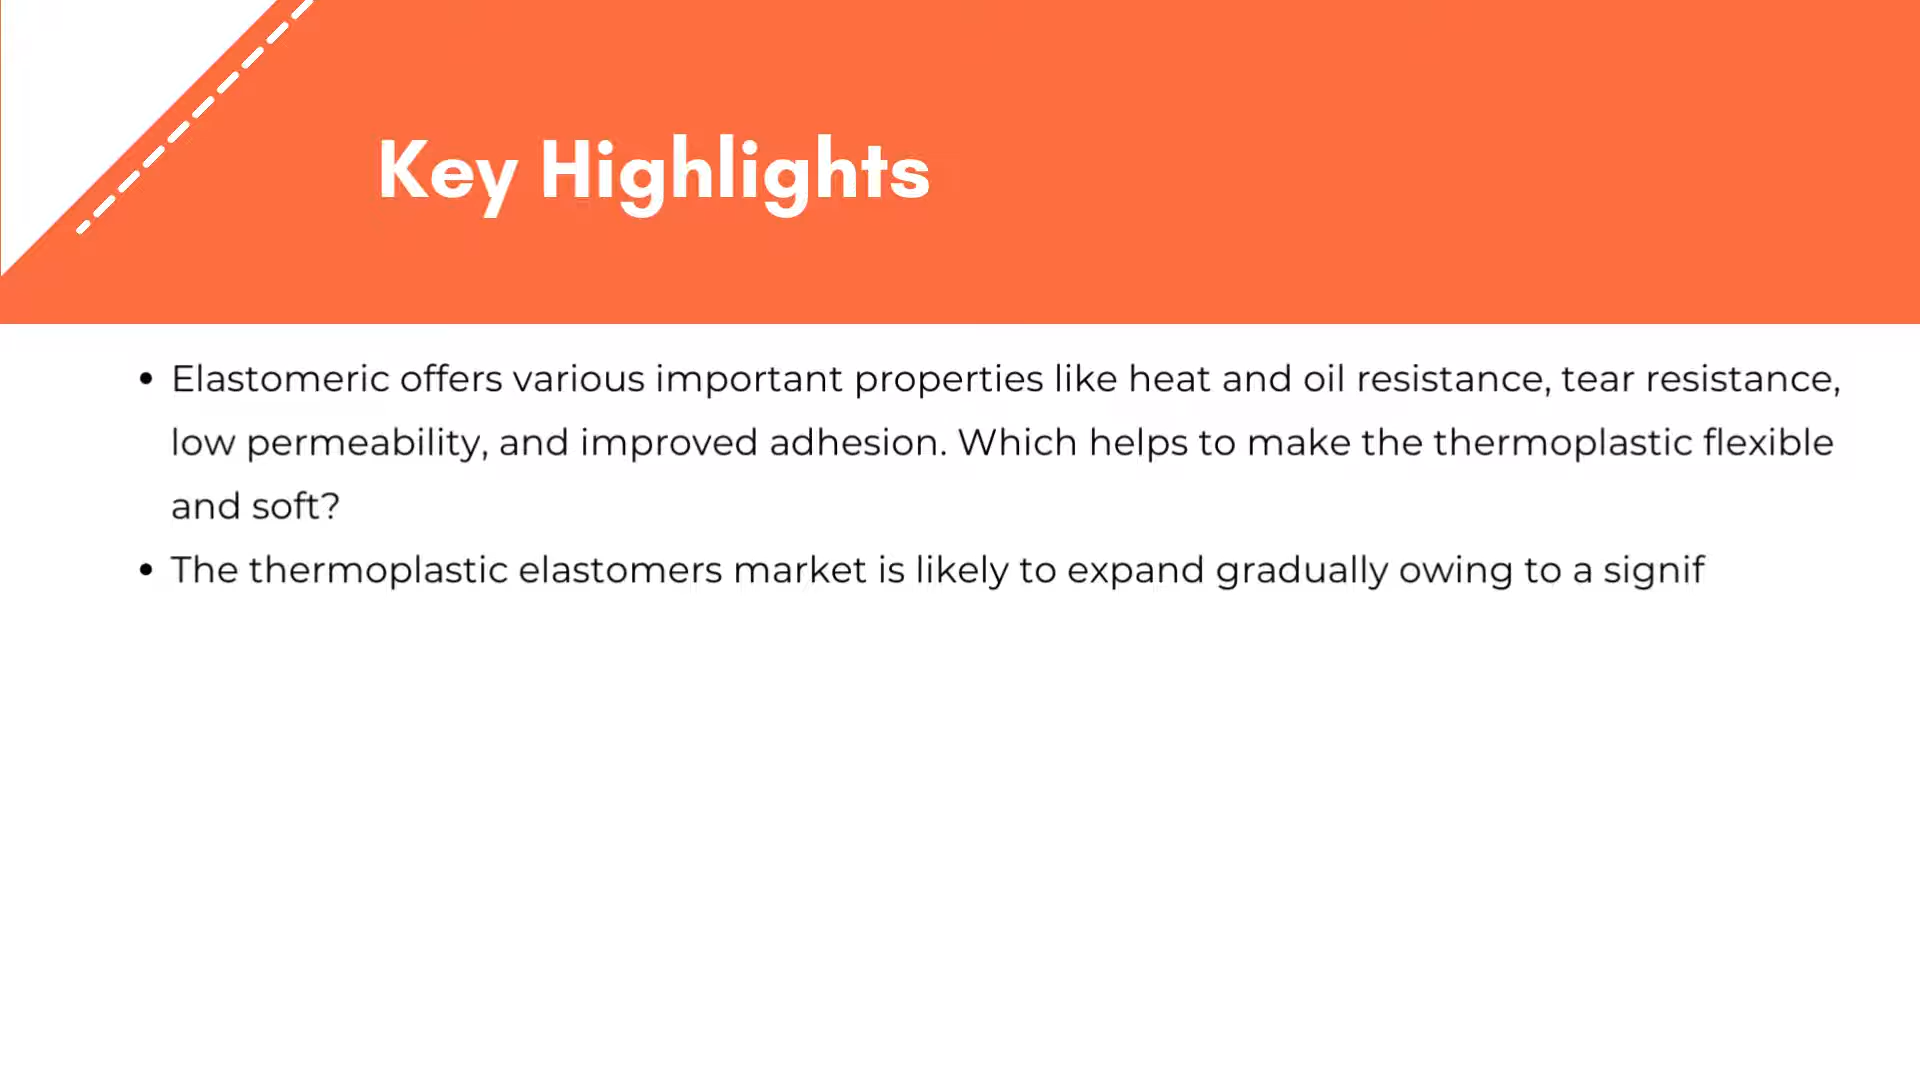 Key Highlights
• Elastomeric offers various important properties like heat and oil resistance, tear resistance,
low permeability, and improved adhesion. Which helps to make the thermoplastic flexible
and soft?
• The thermoplastic elastomers market is likely to expand gradually owing to a signif